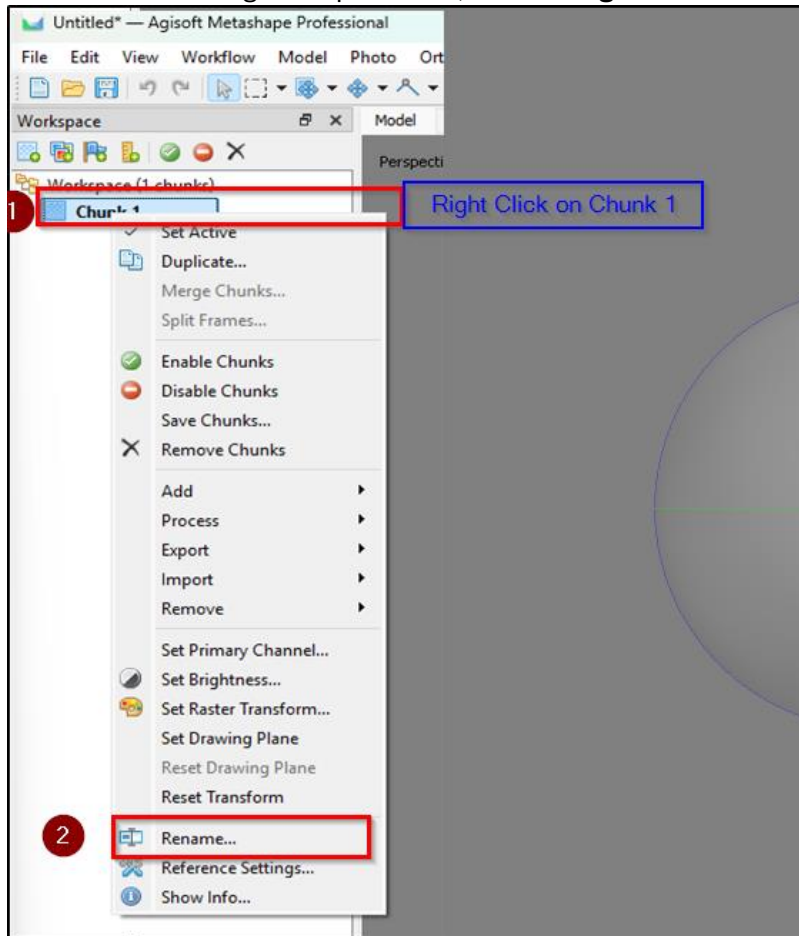 Untitled* — Agisoft Metashape Professional
File Edit View Workflow Model Photo Ort
Workspace
Model
Perspecti
Workspace (1 chunks)
1
Chunk 1
Right Click on Chunk 1
Set Active
Duplicate...
Merge Chunks...
Split Frames...
Enable Chunks
Disable Chunks
Save Chunks...
Remove Chunks
Add
Process
Export
Import
Remove
Set Primary Channel...
Set Brightness...
Set Raster Transform...
Set Drawing Plane
Reset Drawing Plane
Reset Transform
2
Rename...
Reference Settings...
Show Info...